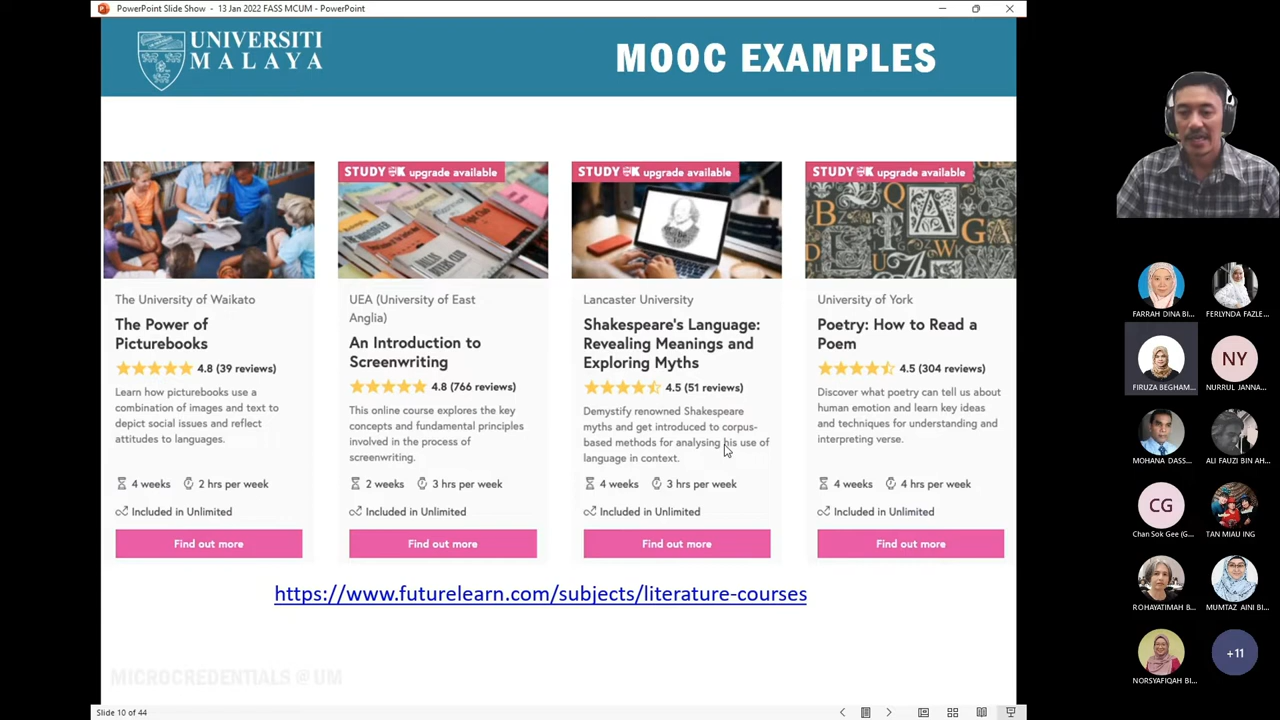 PowerPoint Slide Show - 13 Jan 2022 FASS MCUM - PowerPoint
UNIVERSITI
MALAYA
MOOC EXAMPLES
The University of Waikato
The Power of
Picturebooks
4.8 (39 reviews)
Learn how picturebooks use a
combination of images and text to
depict social issues and reflect
attitudes to languages.
4 weeks 2 hrs per week
Included in Unlimited
Find out more
STUDY UK upgrade available
UEA (University of East
Anglia)
An Introduction to
Screenwriting
4.8 (766 reviews)
This online course explores the key
concepts and fundamental principles
involved in the process of
screenwriting.
2 weeks 3 hrs per week
Included in Unlimited
Find out more
STUDY UK upgrade available
Lancaster University
Shakespeare's Language:
Revealing Meanings and
Exploring Myths
4.5 (51 reviews)
Demystify renowned Shakespeare
myths and get introduced to corpus-
based methods for analysing his use of
language in context.
4 weeks 3 hrs per week
Included in Unlimited
Find out more
STUDY UK upgrade available
University of York
Poetry: How to Read a
Poem
4.5 (304 reviews)
Discover what poetry can tell us about
human emotion and learn key ideas
and techniques for understanding and
interpreting verse.
4 weeks 4 hrs per week
Included in Unlimited
Find out more
https://www.futurelearn.com/subjects/literature-courses
MICROCREDENTIALS @ UM
Slide 10 of 44
FARRAH DINA BI...
FERLYNDA FAZLE...
FIRUZA BEGHAM...
NY
NURRUL JANNA...
MOHANA DASS...
ALI FAUZI BIN AH...
CG
Chan Sok Gee (G...
TAN MIAU ING
ROHAYATIMAH B...
MUMTAZ AINI BI...
NORSYAFIQAH BI...
+11